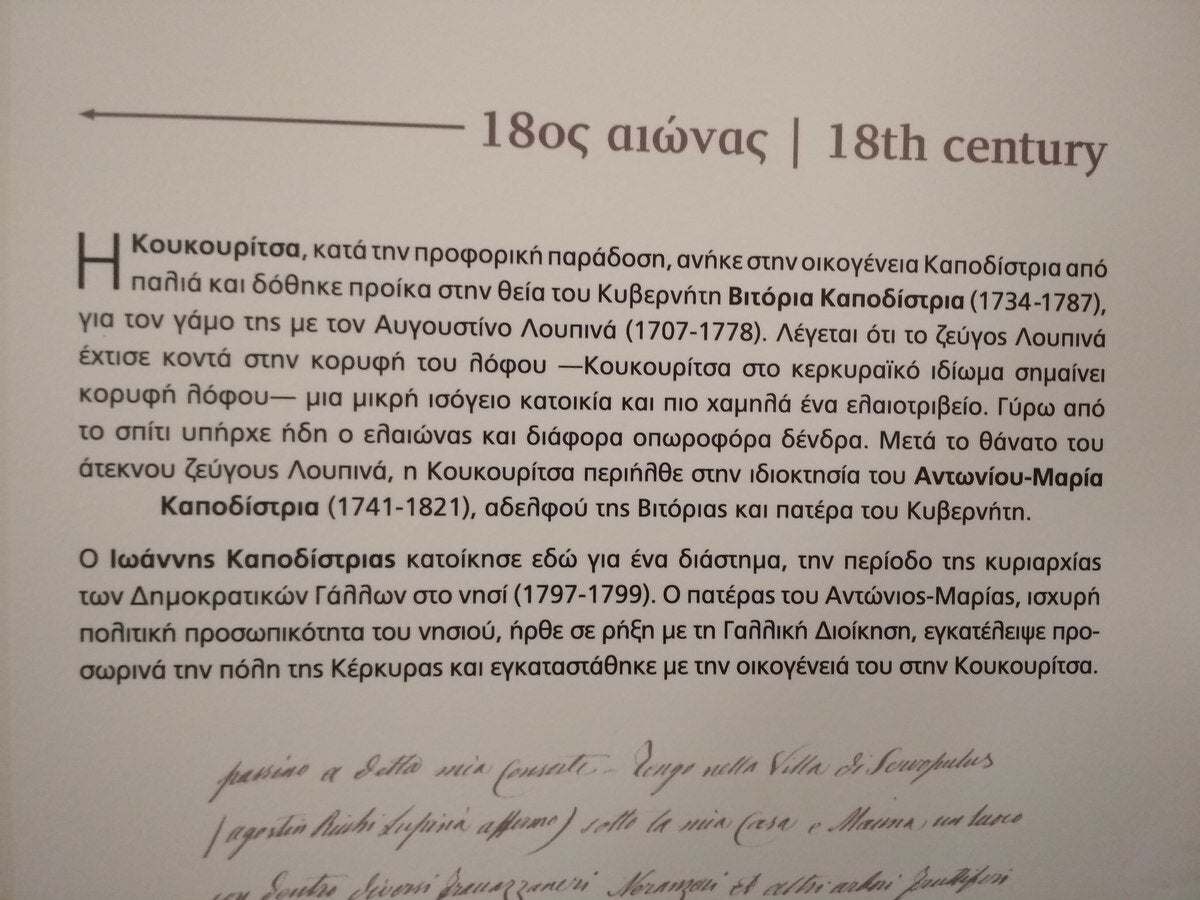 18ος αιώνας | 18th century
Η Κουκουρίτσα, κατά την προφορική παράδοση, ανήκε στην οικογένεια Καποδίστρια από
παλιά και δόθηκε προίκα στην θεία του Κυβερνήτη Βιτόρια Καποδίστρια (1734-1787),
για τον γάμο της με τον Αυγουστίνο Λουπινά (1707-1778). Λέγεται ότι το ζεύγος Λουπινά
έχτισε κοντά στην κορυφή του λόφου —Κουκουρίτσα στο κερκυραϊκό ιδίωμα σημαίνει
κορυφή λόφου— μια μικρή ισόγειο κατοικία και πιο χαμηλά ένα ελαιοτριβείο. Γύρω από
το σπίτι υπήρχε ήδη ο ελαιώνας και διάφορα οπωροφόρα δένδρα. Μετά το θάνατο του
άτεκνου ζεύγους Λουπινά, η Κουκουρίτσα περιήλθε στην ιδιοκτησία του Αντωνίου-Μαρία
Καποδίστρια (1741-1821), αδελφού της Βιτόριας και πατέρα του Κυβερνήτη.
Ο Ιωάννης Καποδίστριας κατοίκησε εδώ για ένα διάστημα, την περίοδο της κυριαρχίας
των Δημοκρατικών Γάλλων στο νησί (1797-1799). Ο πατέρας του Αντώνιος-Μαρίας, ισχυρή
πολιτική προσωπικότητα του νησιού, ήρθε σε ρήξη με τη Γαλλική Διοίκηση, εγκατέλειψε προ-
σωρινά την πόλη της Κέρκυρας και εγκαταστάθηκε με την οικογένειά του στην Κουκουρίτσα.
a detta mia Consorte - Tengo nella Villa di
affermo) sotto la mia Casa e
dentro diversi et altri arbori